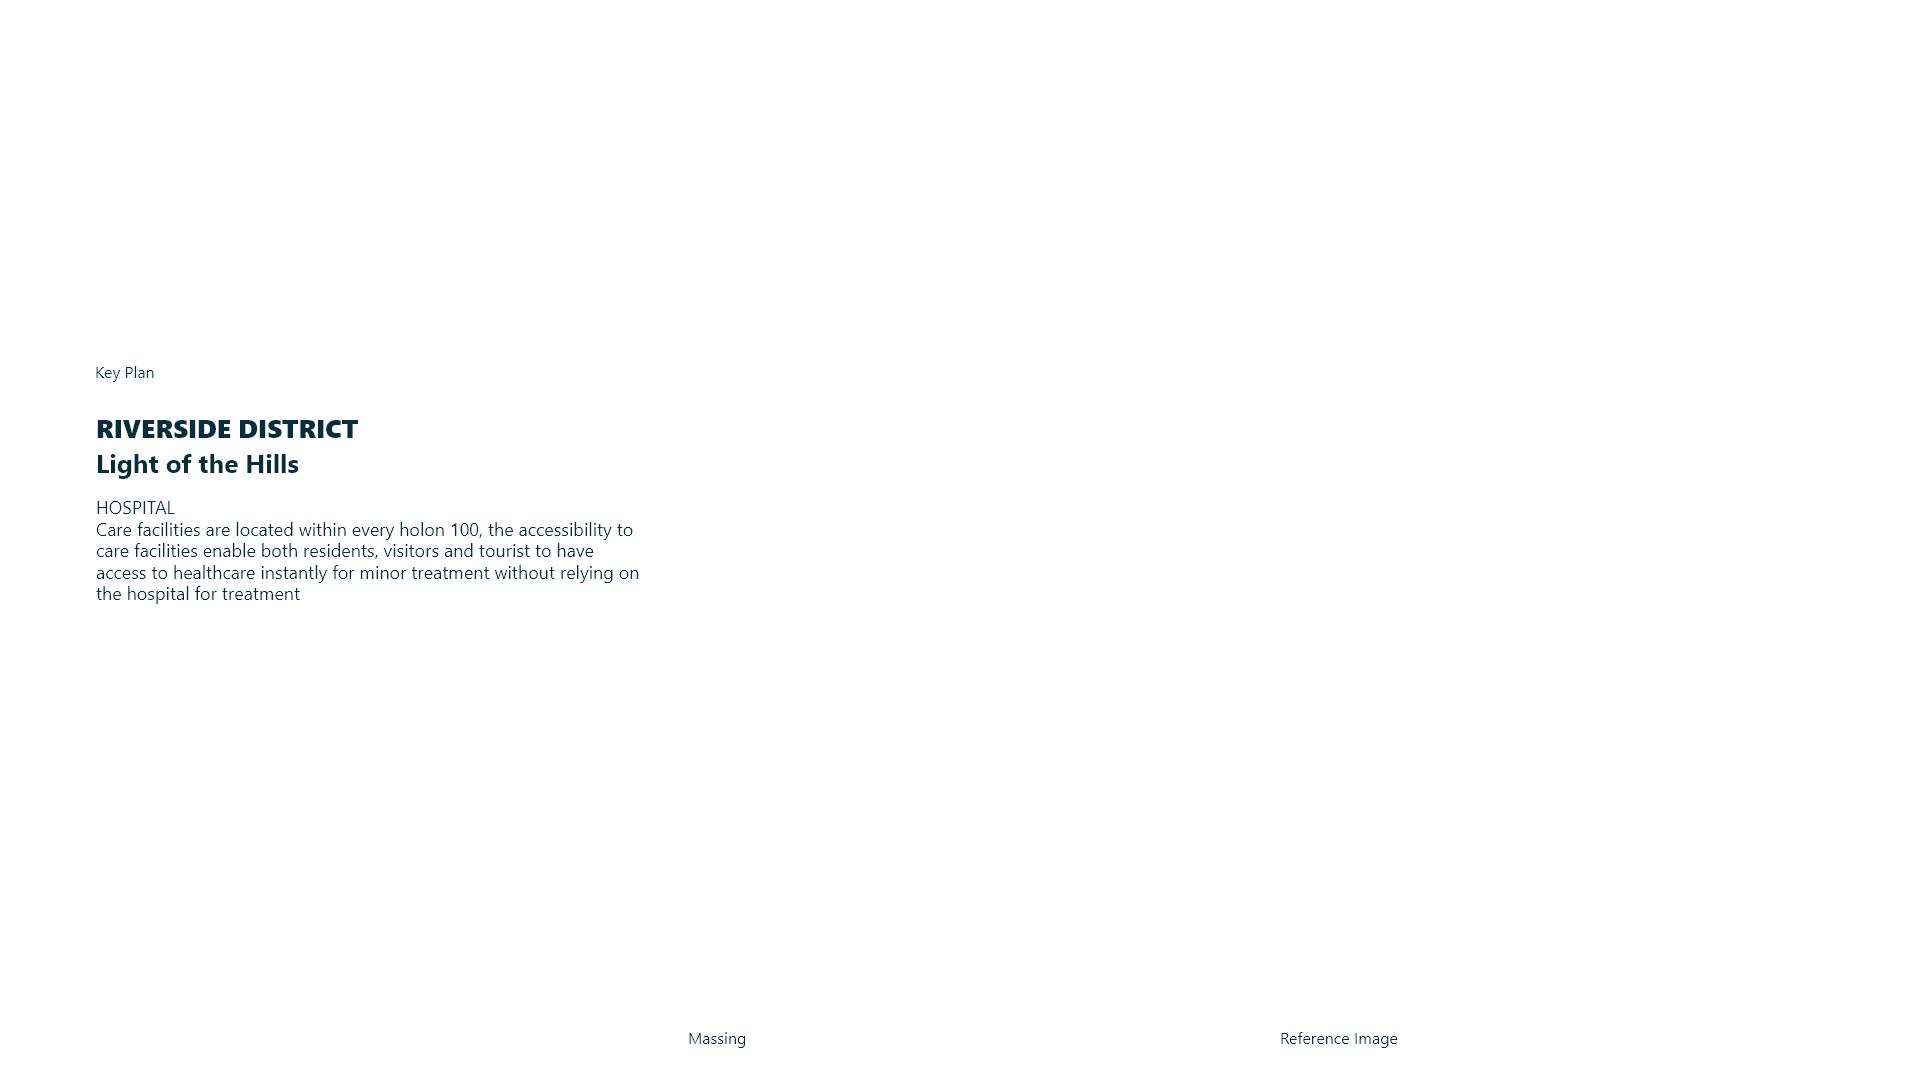 Key Plan
RIVERSIDE DISTRICT
Light of the Hills
HOSPITAL
Care facilities are located within every holon 100, the accessibility to
care facilities enable both residents, visitors and tourist to have
access to healthcare instantly for minor treatment without relying on
the hospital for treatment
Massing
Reference Image